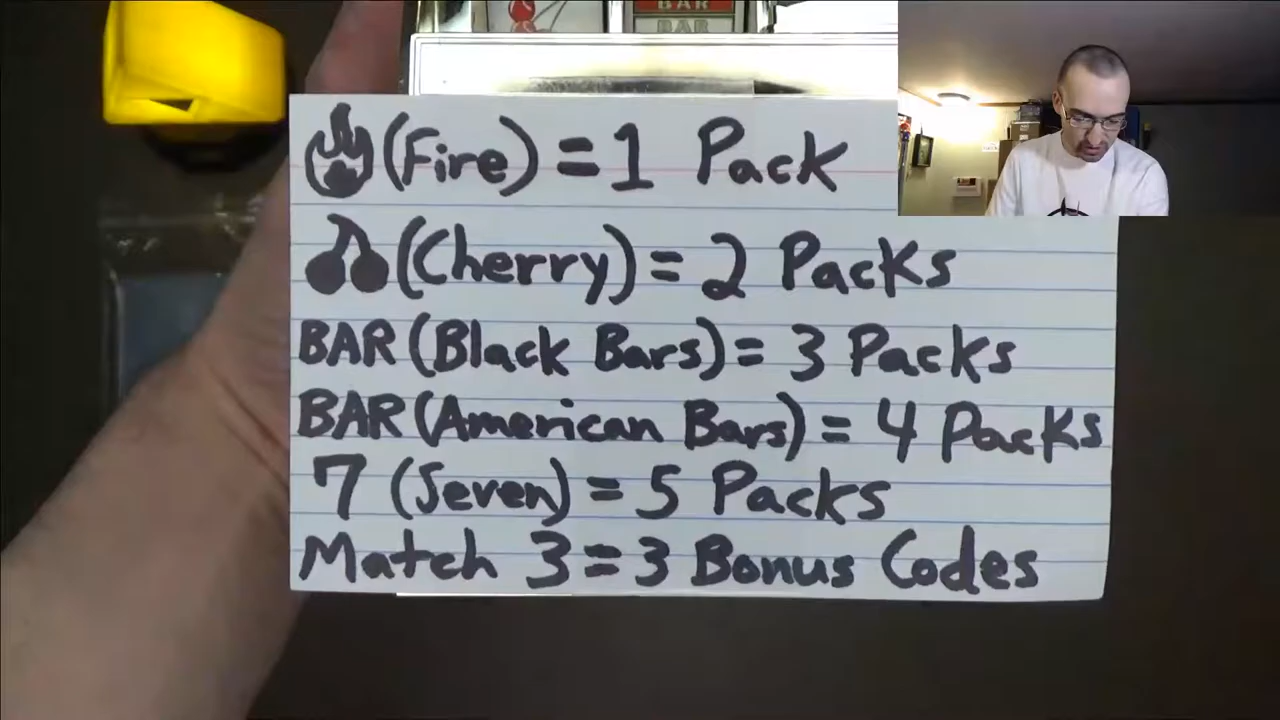 BAR
BAR
(Fire) = 1 Pack
(Cherry) = 2 Packs
BAR (Black Bars) = 3 Packs
BAR (American Bars) = 4 Packs
7 (Seven) = 5 Packs
Match 3 = 3 Bonus Codes